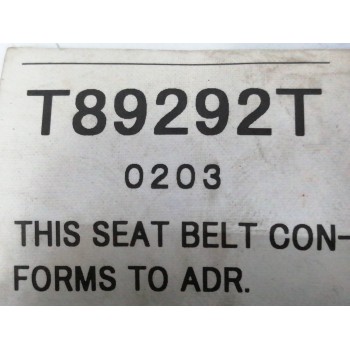 T89292T
0203
THIS SEAT BELT CON-
FORMS TO ADR.